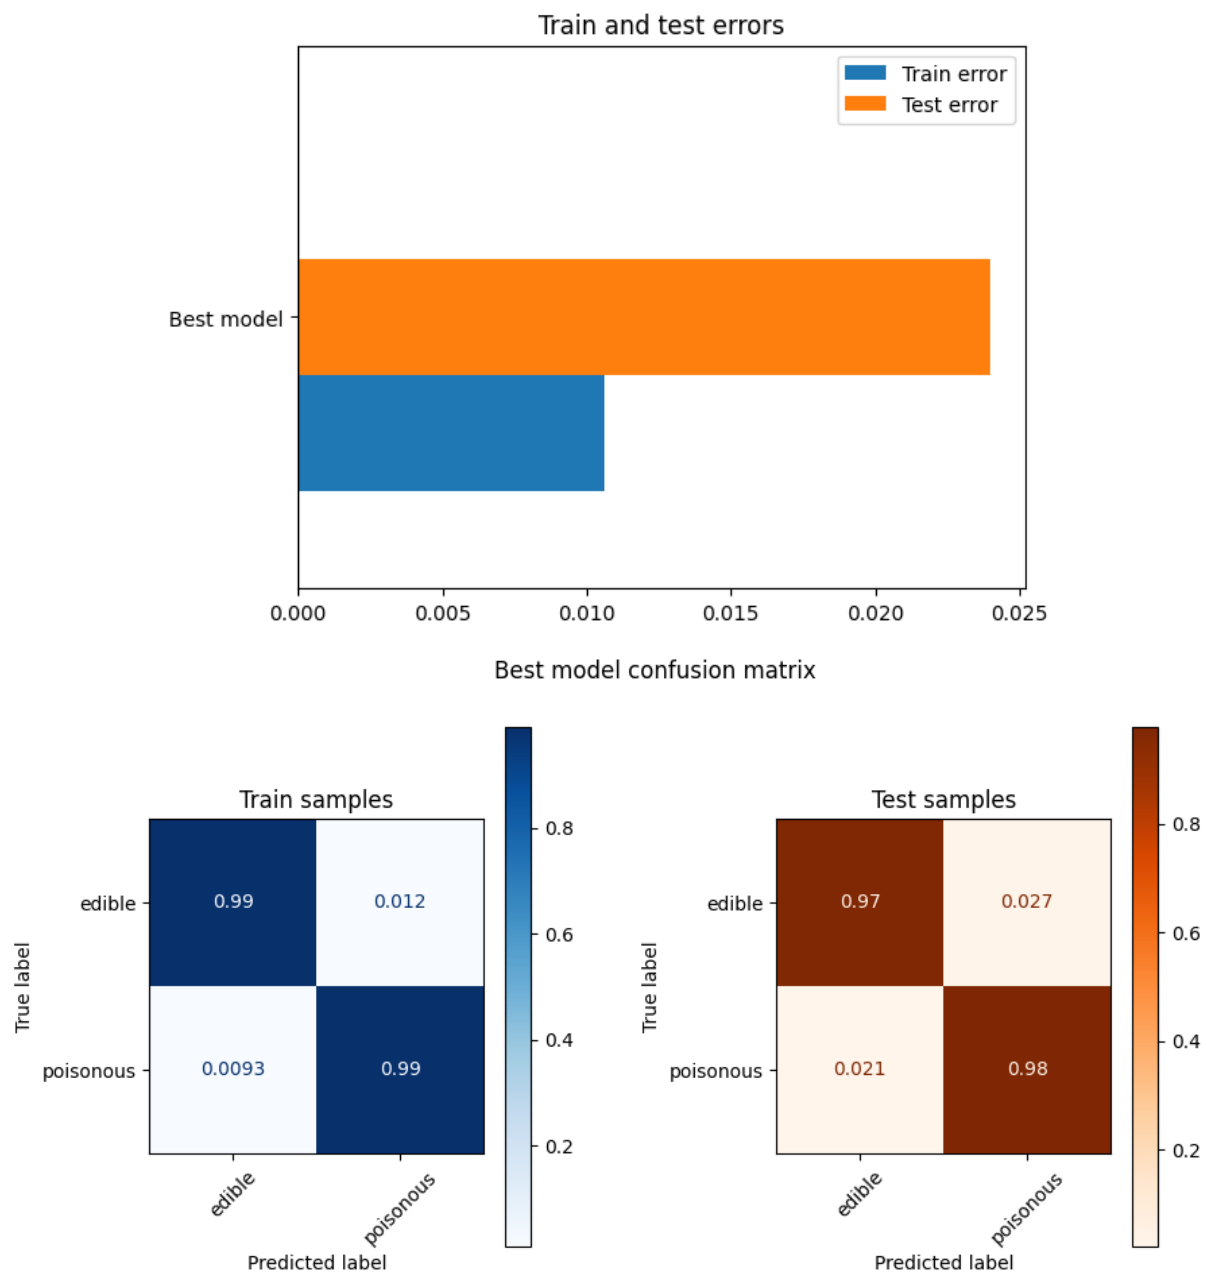 Train and test errors
Train error
Test error
Best model
0.000 0.005 0.010 0.015 0.020 0.025
Best model confusion matrix
Train samples
True label
edible
poisonous
0.99 0.012
0.0093 0.99
edible poisonous
Predicted label
0.8
0.6
0.4
0.2
Test samples
True label
edible
poisonous
0.97 0.027
0.021 0.98
edible poisonous
Predicted label
0.8
0.6
0.4
0.2